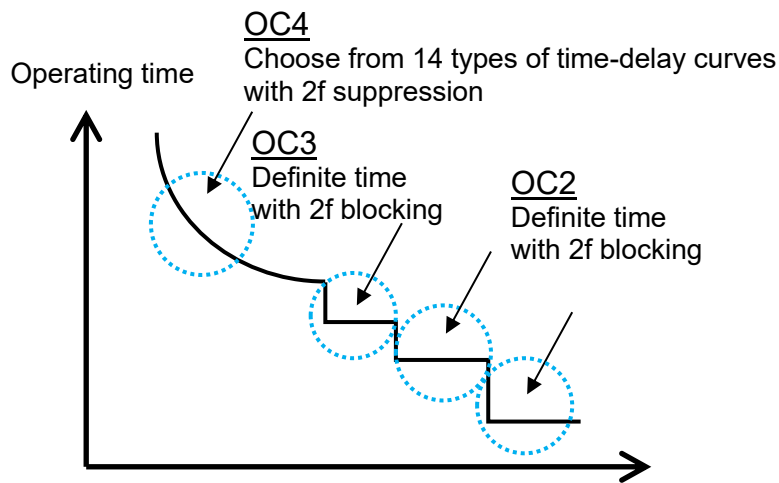 OC4
Choose from 14 types of time-delay curves
with 2f suppression
Operating time
OC3
Definite time
with 2f blocking
OC2
Definite time
with 2f blocking